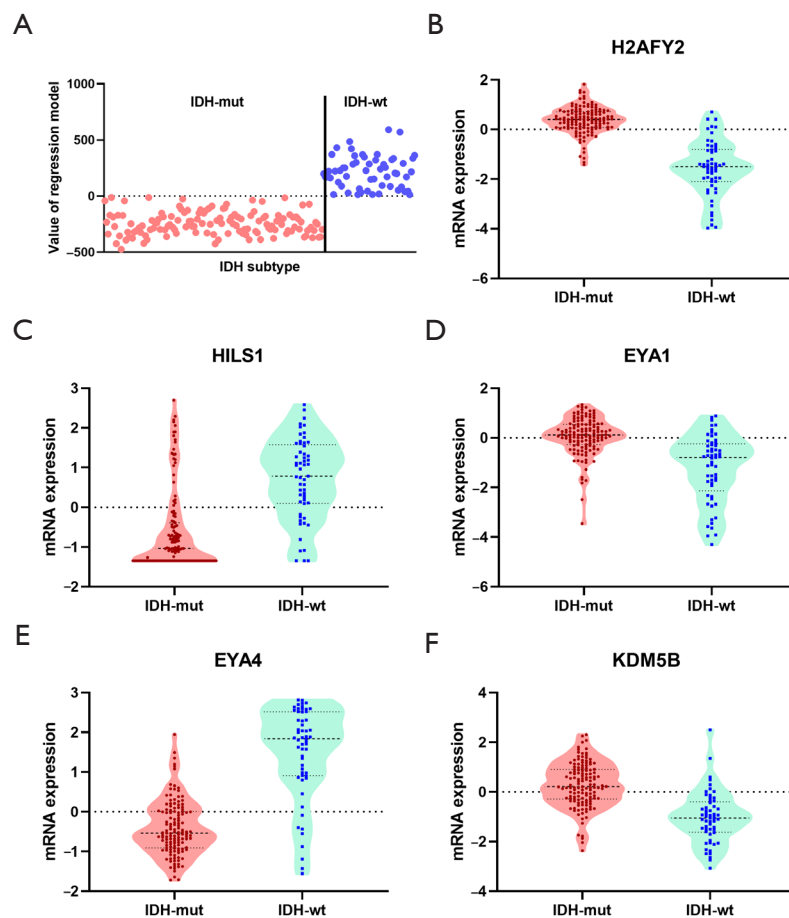 A
Value of regression model
1000
500
0
–500
IDH-mut
IDH-wt
IDH subtype
B
H2AFY2
mRNA expression
2
0
–2
–4
–6
IDH-mut
IDH-wt
C
HILS1
mRNA expression
3
2
1
0
–1
–2
IDH-mut
IDH-wt
D
EYA1
mRNA expression
2
0
–2
–4
–6
IDH-mut
IDH-wt
E
EYA4
mRNA expression
3
2
1
0
–1
–2
IDH-mut
IDH-wt
F
KDM5B
mRNA expression
4
2
0
–2
–4
IDH-mut
IDH-wt